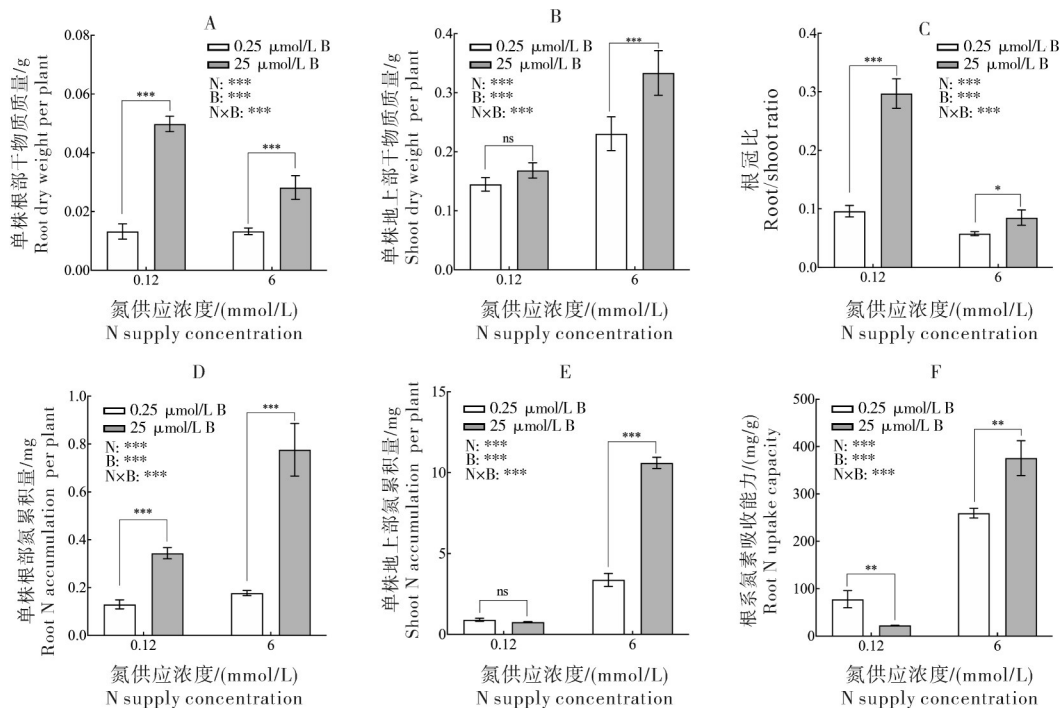 A
单株根部干物质质量/g
Root dry weight per plant
0.08
0.06
0.04
0.02
0.00
0.25 μmol/L B
25 μmol/L B
N: ***
B: ***
N×B: ***
***
***
0.12
6
氮供应浓度/(mmol/L)
N supply concentration
B
单株地上部干物质质量/g
Shoot dry weight per plant
0.4
0.3
0.2
0.1
0.0
0.25 μmol/L B
25 μmol/L B
N: ***
B: ***
N×B: ***
ns
***
0.12
6
氮供应浓度/(mmol/L)
N supply concentration
C
根冠比
Root/shoot ratio
0.4
0.3
0.2
0.1
0.0
0.25 μmol/L B
25 μmol/L B
N: ***
B: ***
N×B: ***
***
*
0.12
6
氮供应浓度/(mmol/L)
N supply concentration
D
单株根部氮累积量/mg
Root N accumulation per plant
1.0
0.8
0.6
0.4
0.2
0.0
0.25 μmol/L B
25 μmol/L B
N: ***
B: ***
N×B: ***
***
***
0.12
6
氮供应浓度/(mmol/L)
N supply concentration
E
单株地上部氮累积量/mg
Shoot N accumulation per plant
15
10
5
0
0.25 μmol/L B
25 μmol/L B
N: ***
B: ***
N×B: ***
ns
***
0.12
6
氮供应浓度/(mmol/L)
N supply concentration
F
根系氮素吸收能力/(mg/g)
Root N uptake capacity
500
400
300
200
100
0
0.25 μmol/L B
25 μmol/L B
N: ***
B: ***
N×B: ***
**
**
0.12
6
氮供应浓度/(mmol/L)
N supply concentration